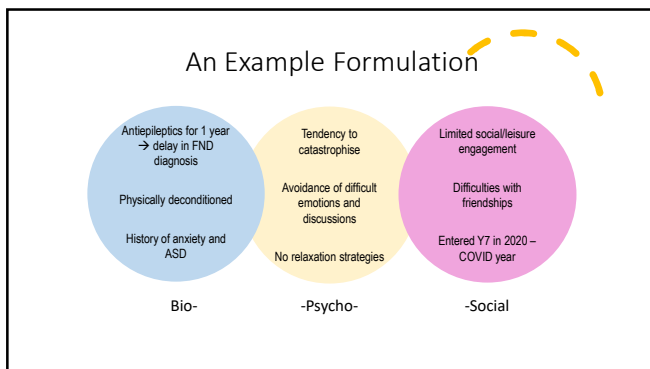 An Example Formulation
Antiepileptics for 1 year
→ delay in FND
diagnosis
Physically deconditioned
History of anxiety and
ASD
Tendency to
catastrophise
Avoidance of difficult
emotions and
discussions
No relaxation strategies
Limited social/leisure
engagement
Difficulties with
friendships
Entered Y7 in 2020 –
COVID year
Bio-
-Psycho-
-Social